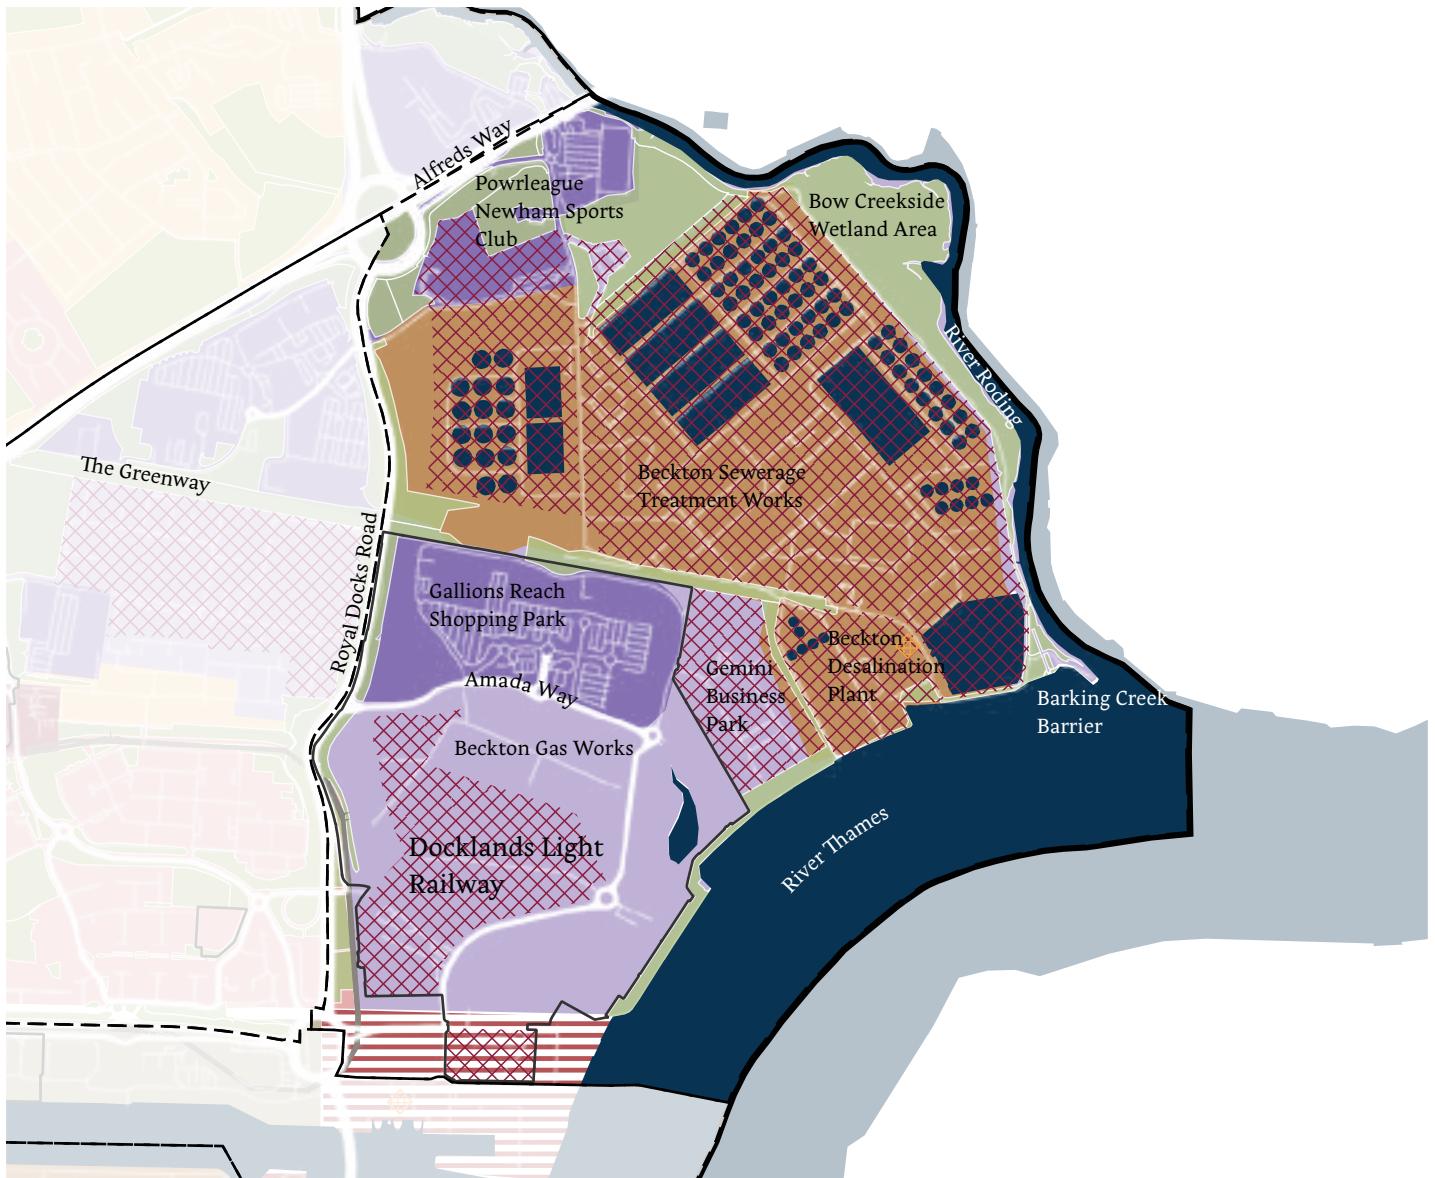 Alfreds Way
Powrleague
Newham Sports
Club
Bow Creekside
Wetland Area
River Roding
The Greenway
Beckton Sewerage
Treatment Works
Royal Docks Road
Gallions Reach
Shopping Park
Amada Way
Gemini
Business
Park
Beckton
Desalination
Plant
Barking Creek
Barrier
Beckton Gas Works
Docklands Light
Railway
River Thames